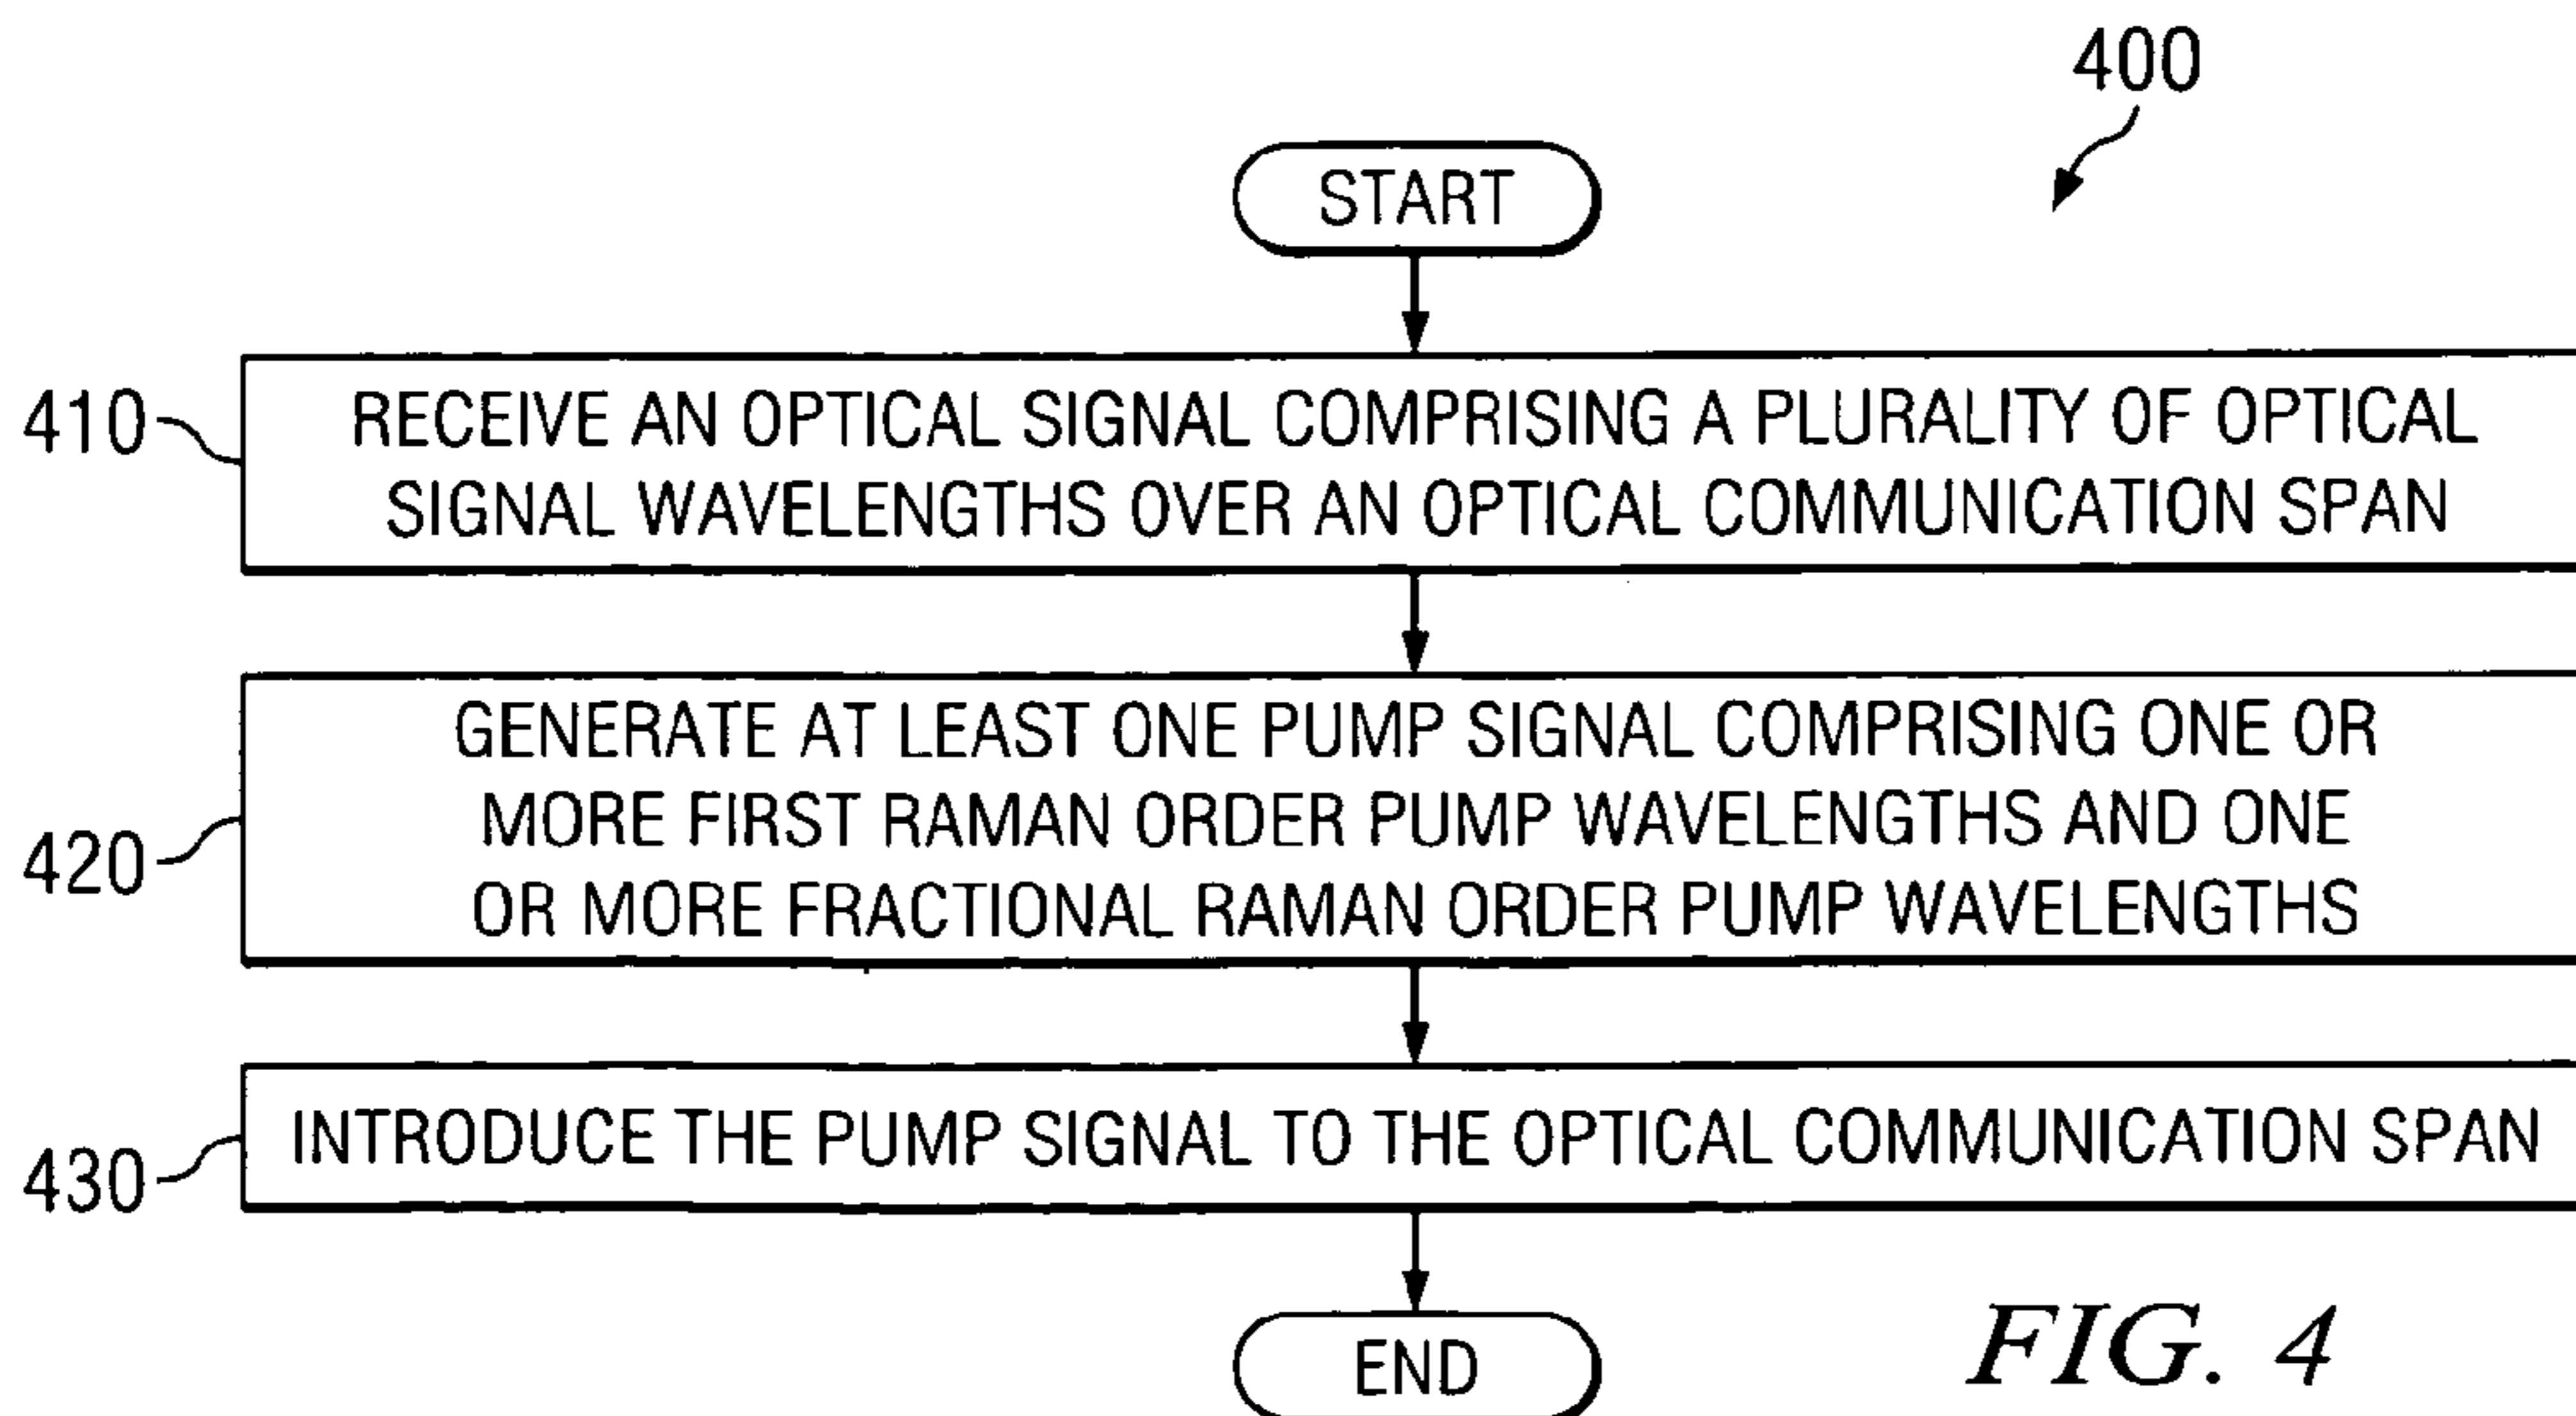 400
START
410
RECEIVE AN OPTICAL SIGNAL COMPRISING A PLURALITY OF OPTICAL
SIGNAL WAVELENGTHS OVER AN OPTICAL COMMUNICATION SPAN
420
GENERATE AT LEAST ONE PUMP SIGNAL COMPRISING ONE OR
MORE FIRST RAMAN ORDER PUMP WAVELENGTHS AND ONE
OR MORE FRACTIONAL RAMAN ORDER PUMP WAVELENGTHS
430
INTRODUCE THE PUMP SIGNAL TO THE OPTICAL COMMUNICATION SPAN
END
FIG. 4